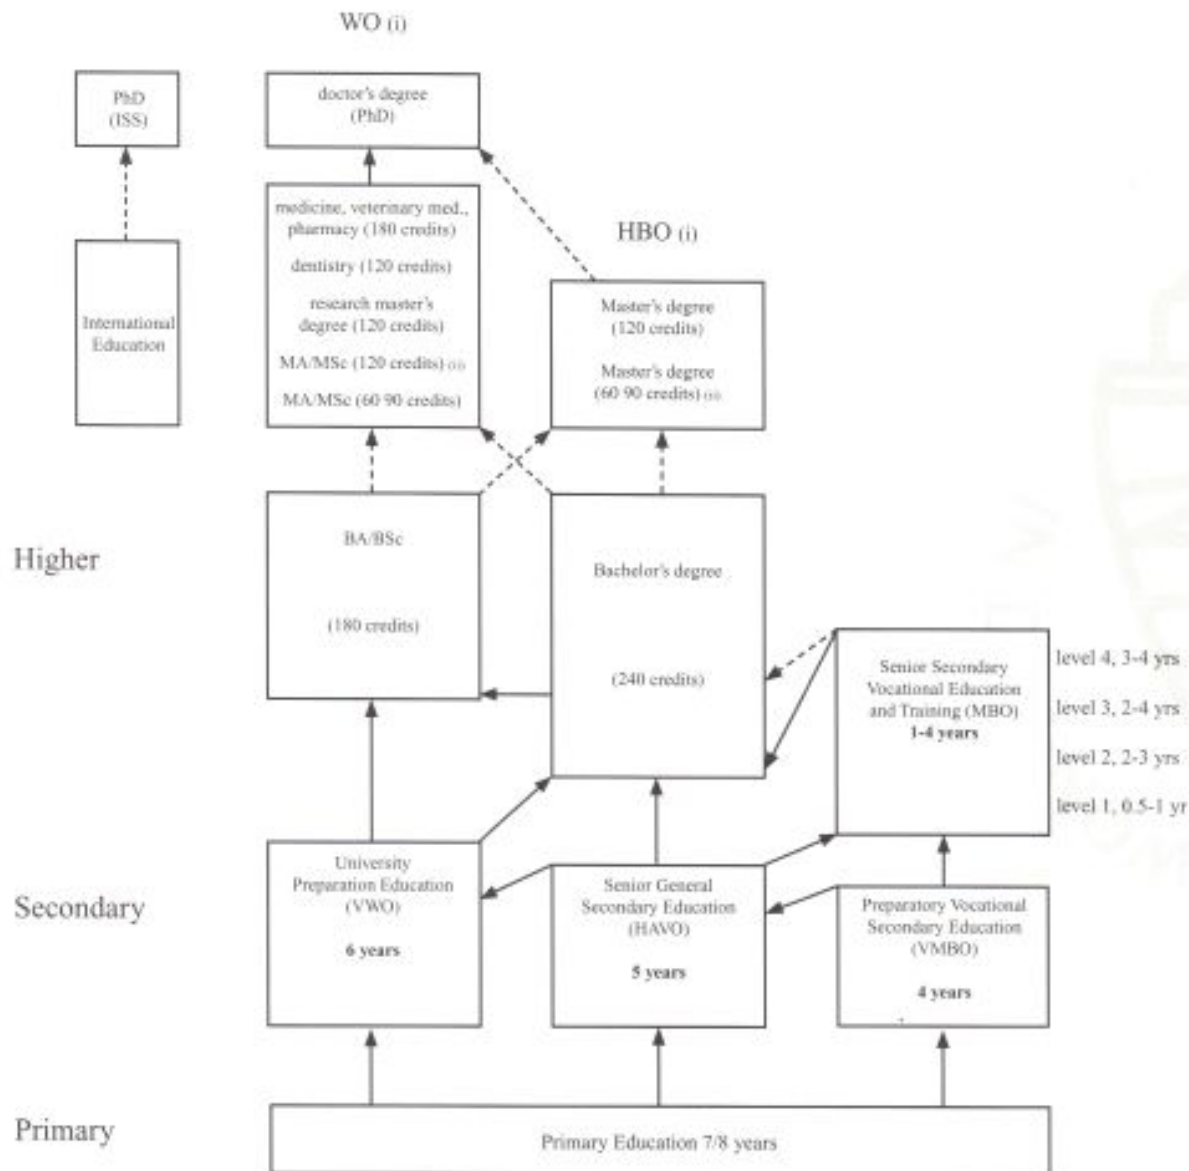 WO (i)
PhD
(ISS)
doctor's degree
(PhD)
medicine, veterinary med.,
pharmacy (180 credits)
dentistry (120 credits)
research master's
degree (120 credits)
MA/MSc (120 credits) (ii)
MA/MSc (60 90 credits)
HBO (i)
Master's degree
(120 credits)
Master's degree
(60 90 credits) (ii)
International
Education
Higher
BA/BSc
(180 credits)
Bachelor's degree
(240 credits)
Senior Secondary
Vocational Education
and Training (MBO)
1-4 years
level 4, 3-4 yrs
level 3, 2-4 yrs
level 2, 2-3 yrs
level 1, 0.5-1 yr
Secondary
University
Preparation Education
(VWO)
6 years
Senior General
Secondary Education
(HAVO)
5 years
Preparatory Vocational
Secondary Education
(VMBO)
4 years
Primary
Primary Education 7/8 years